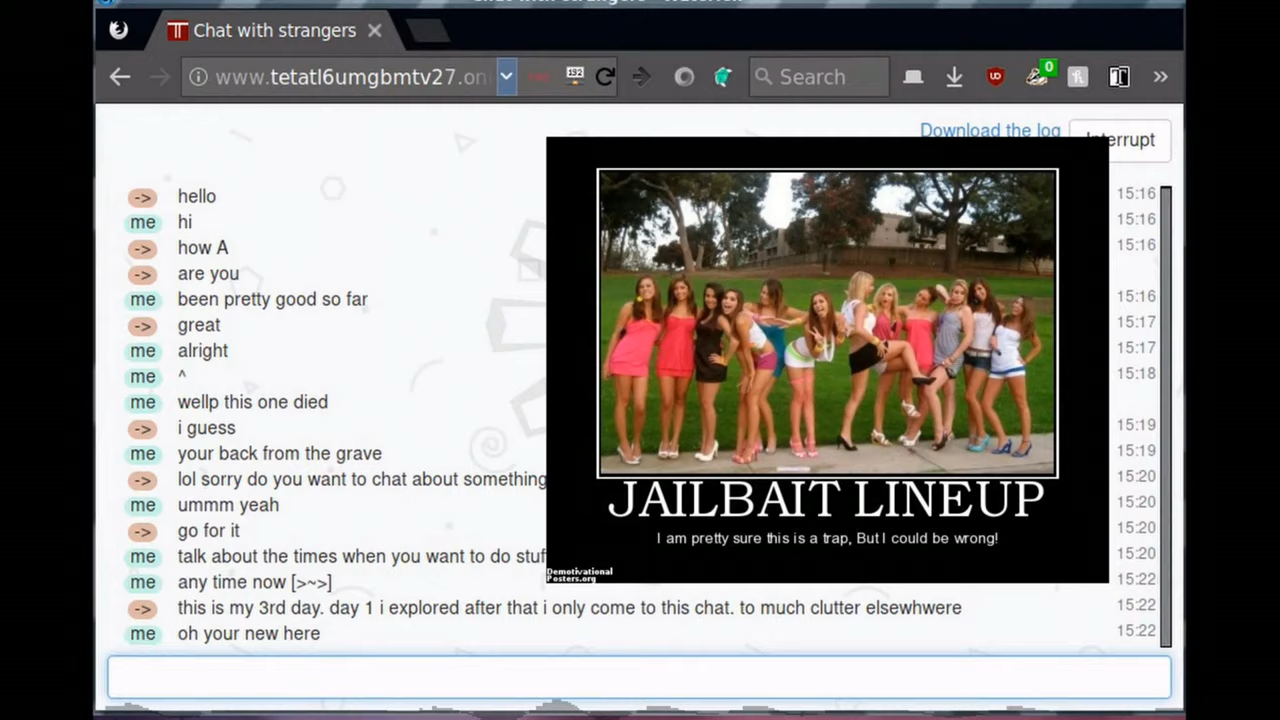 Chat with strangers
www.tetatl6umgbmtv27.on
192
Search
UD
0
Download the log
hello 15:16
me hi 15:16
how A 15:16
are you
me been pretty good so far 15:16
great 15:17
me alright 15:17
me ^ 15:18
me wellp this one died
i guess 15:19
me your back from the grave 15:19
lol sorry do you want to chat about something 15:20
me ummm yeah 15:20
go for it 15:20
me talk about the times when you want to do stuf 15:20
me any time now [>~>] 15:22
this is my 3rd day. day 1 i explored after that i only come to this chat. to much clutter elsewhwere 15:22
me oh your new here 15:22
JAILBAIT LINEUP
I am pretty sure this is a trap, But I could be wrong!
Demotivational
Posters.org